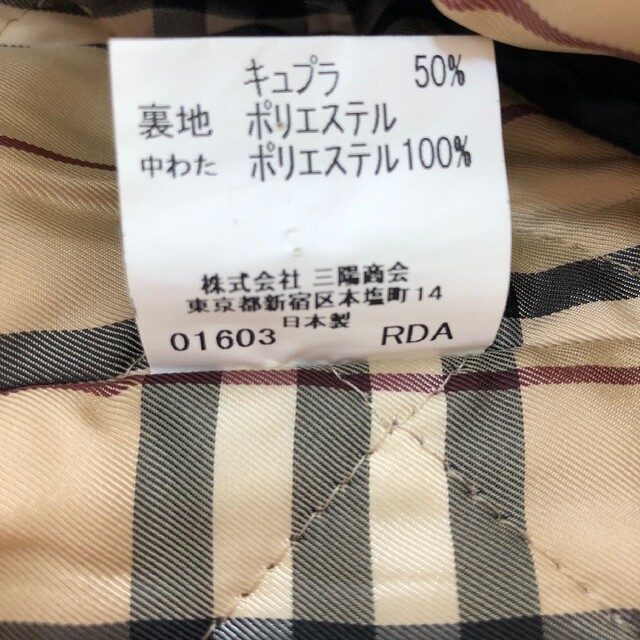 キュプラ 50%
裏地 ポリエステル
中わた ポリエステル100%
株式会社 三陽商会
東京都新宿区本塩町14
日本製
01603 RDA